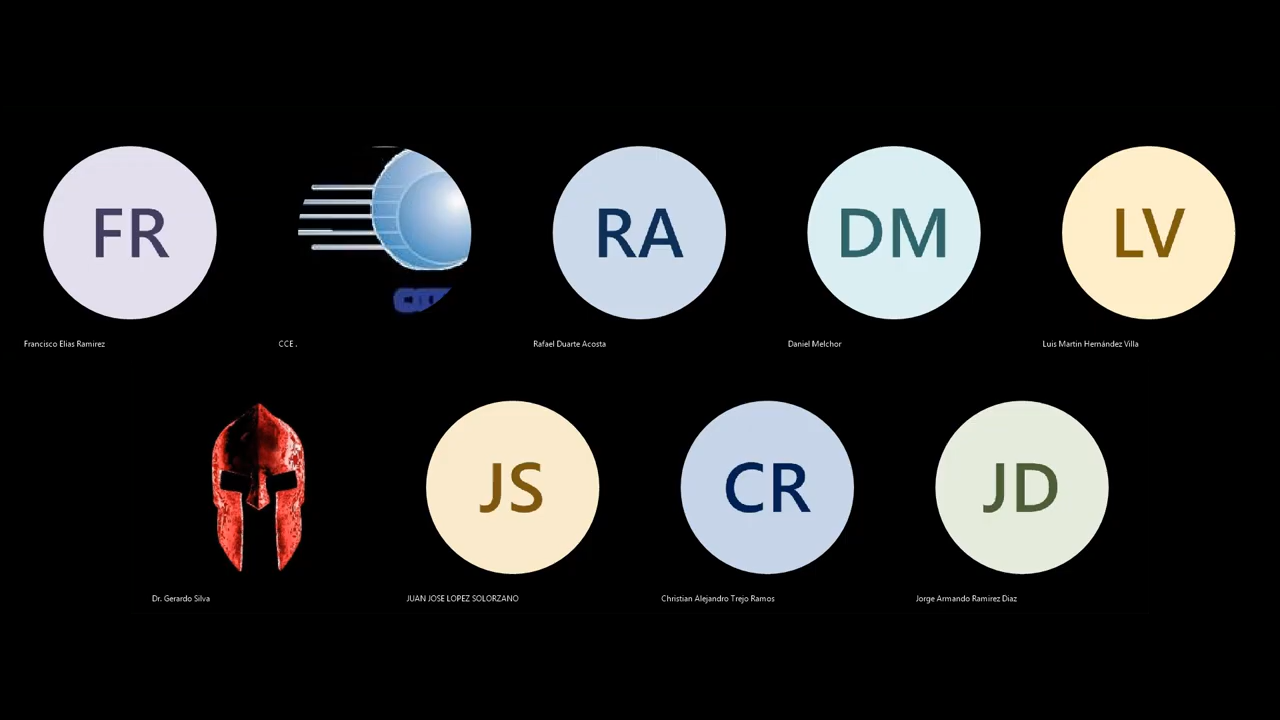 FR
RA
DM
LV
Francisco Elias Ramirez
CCE .
Rafael Duarte Acosta
Daniel Melchor
Luis Martin Hernández Villa
JS
CR
JD
Dr. Gerardo Silva
JUAN JOSE LOPEZ SOLORZANO
Christian Alejandro Trejo Ramos
Jorge Armando Ramirez Diaz